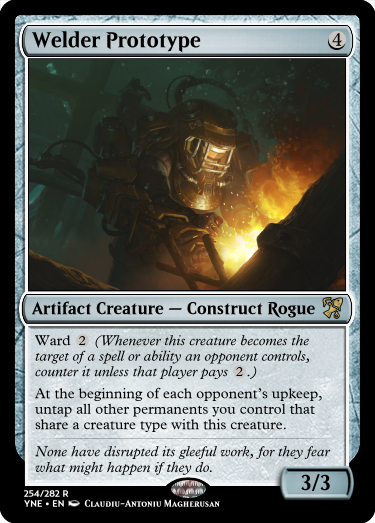 Welder Prototype 4
Artifact Creature — Construct Rogue
Ward 2 (Whenever this creature becomes the
target of a spell or ability an opponent controls,
counter it unless that player pays 2.)
At the beginning of each opponent's upkeep,
untap all other permanents you control that
share a creature type with this creature.
None have disrupted its gleeful work, for they fear
what might happen if they do.
254/282 R
YNE • EN Claudiu-Antoniu Magherusan
3/3